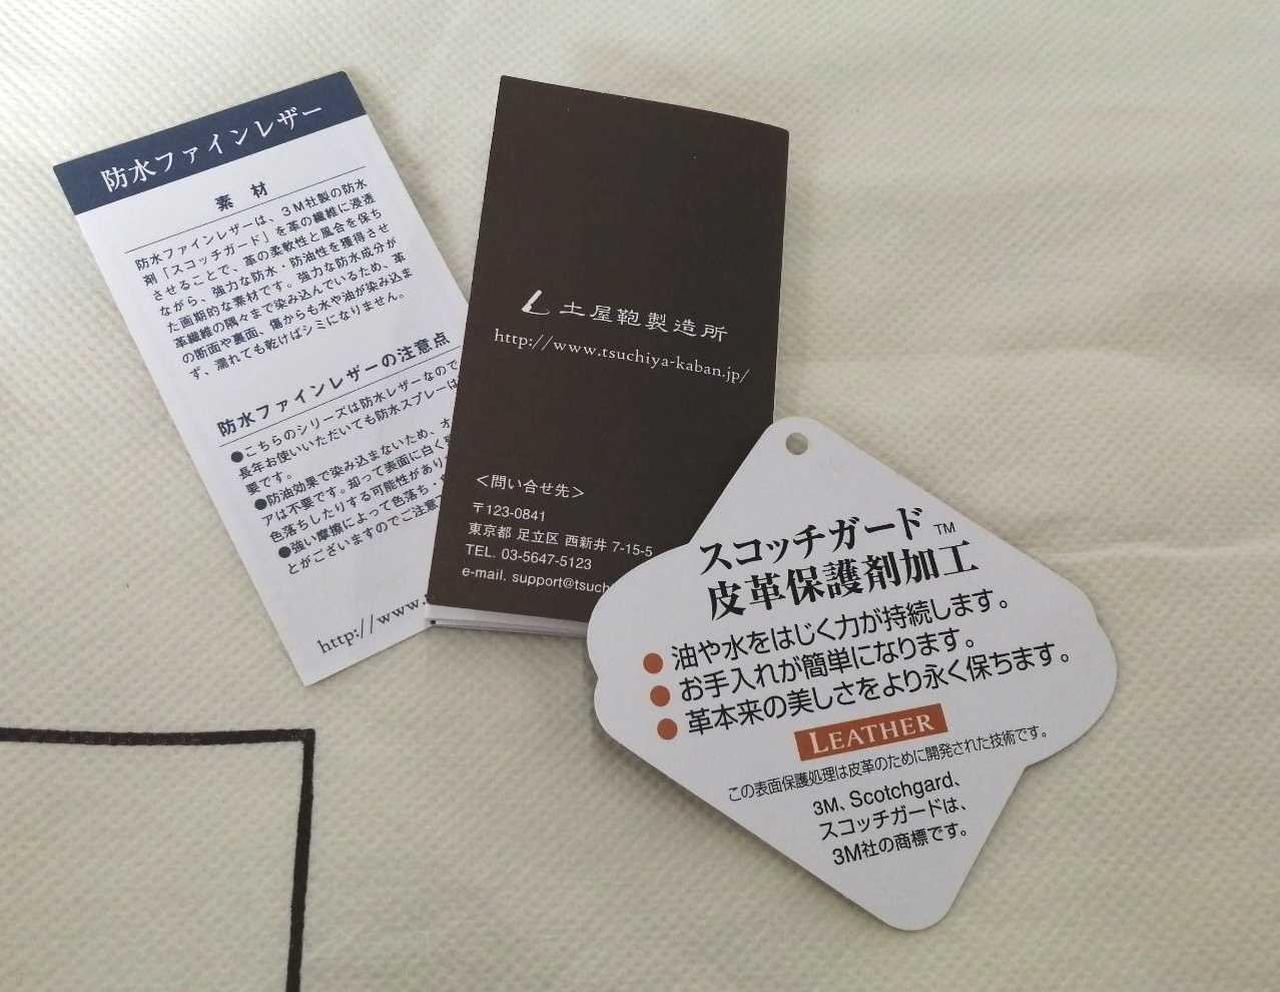 防水ファインレザー
素 材
防水ファインレザーは、3M社製の防水
剤「スコッチガード」を革の繊維に浸透
させることで、革の柔軟性と風合を保ち
ながら、強力な防水・防油性を獲得させ
た画期的な素材です。強力な防水成分が
革繊維の隅々まで染み込んでいるため、革
の断面や裏面、傷からも水や油が染み込ま
ず、濡れても乾けばシミになりません。
防水ファインレザーの注意点
●こちらのシリーズは防水レザーなので
長年お使いいただいても防水スプレーは
要です。
●防油効果で染み込まないため、オ
アは不要です。却って表面に白く
色落ちしたりする可能性があり
●強い摩擦によって色落ち・
とがございますのでご注意
http://www.
土屋鞄製造所
http://www.tsuchiya-kaban.jp/
<問い合せ先>
〒123-0841
東京都 足立区 西新井 7-15-5
TEL. 03-5647-5123
e-mail. support@tsuch
スコッチガード™
皮革保護剤加工
● 油や水をはじく力が持続します。
● お手入れが簡単になります。
● 革本来の美しさをより永く保ちます。
LEATHER
この表面保護処理は皮革のために開発された技術です。
3M、Scotchgard、
スコッチガードは、
3M社の商標です。